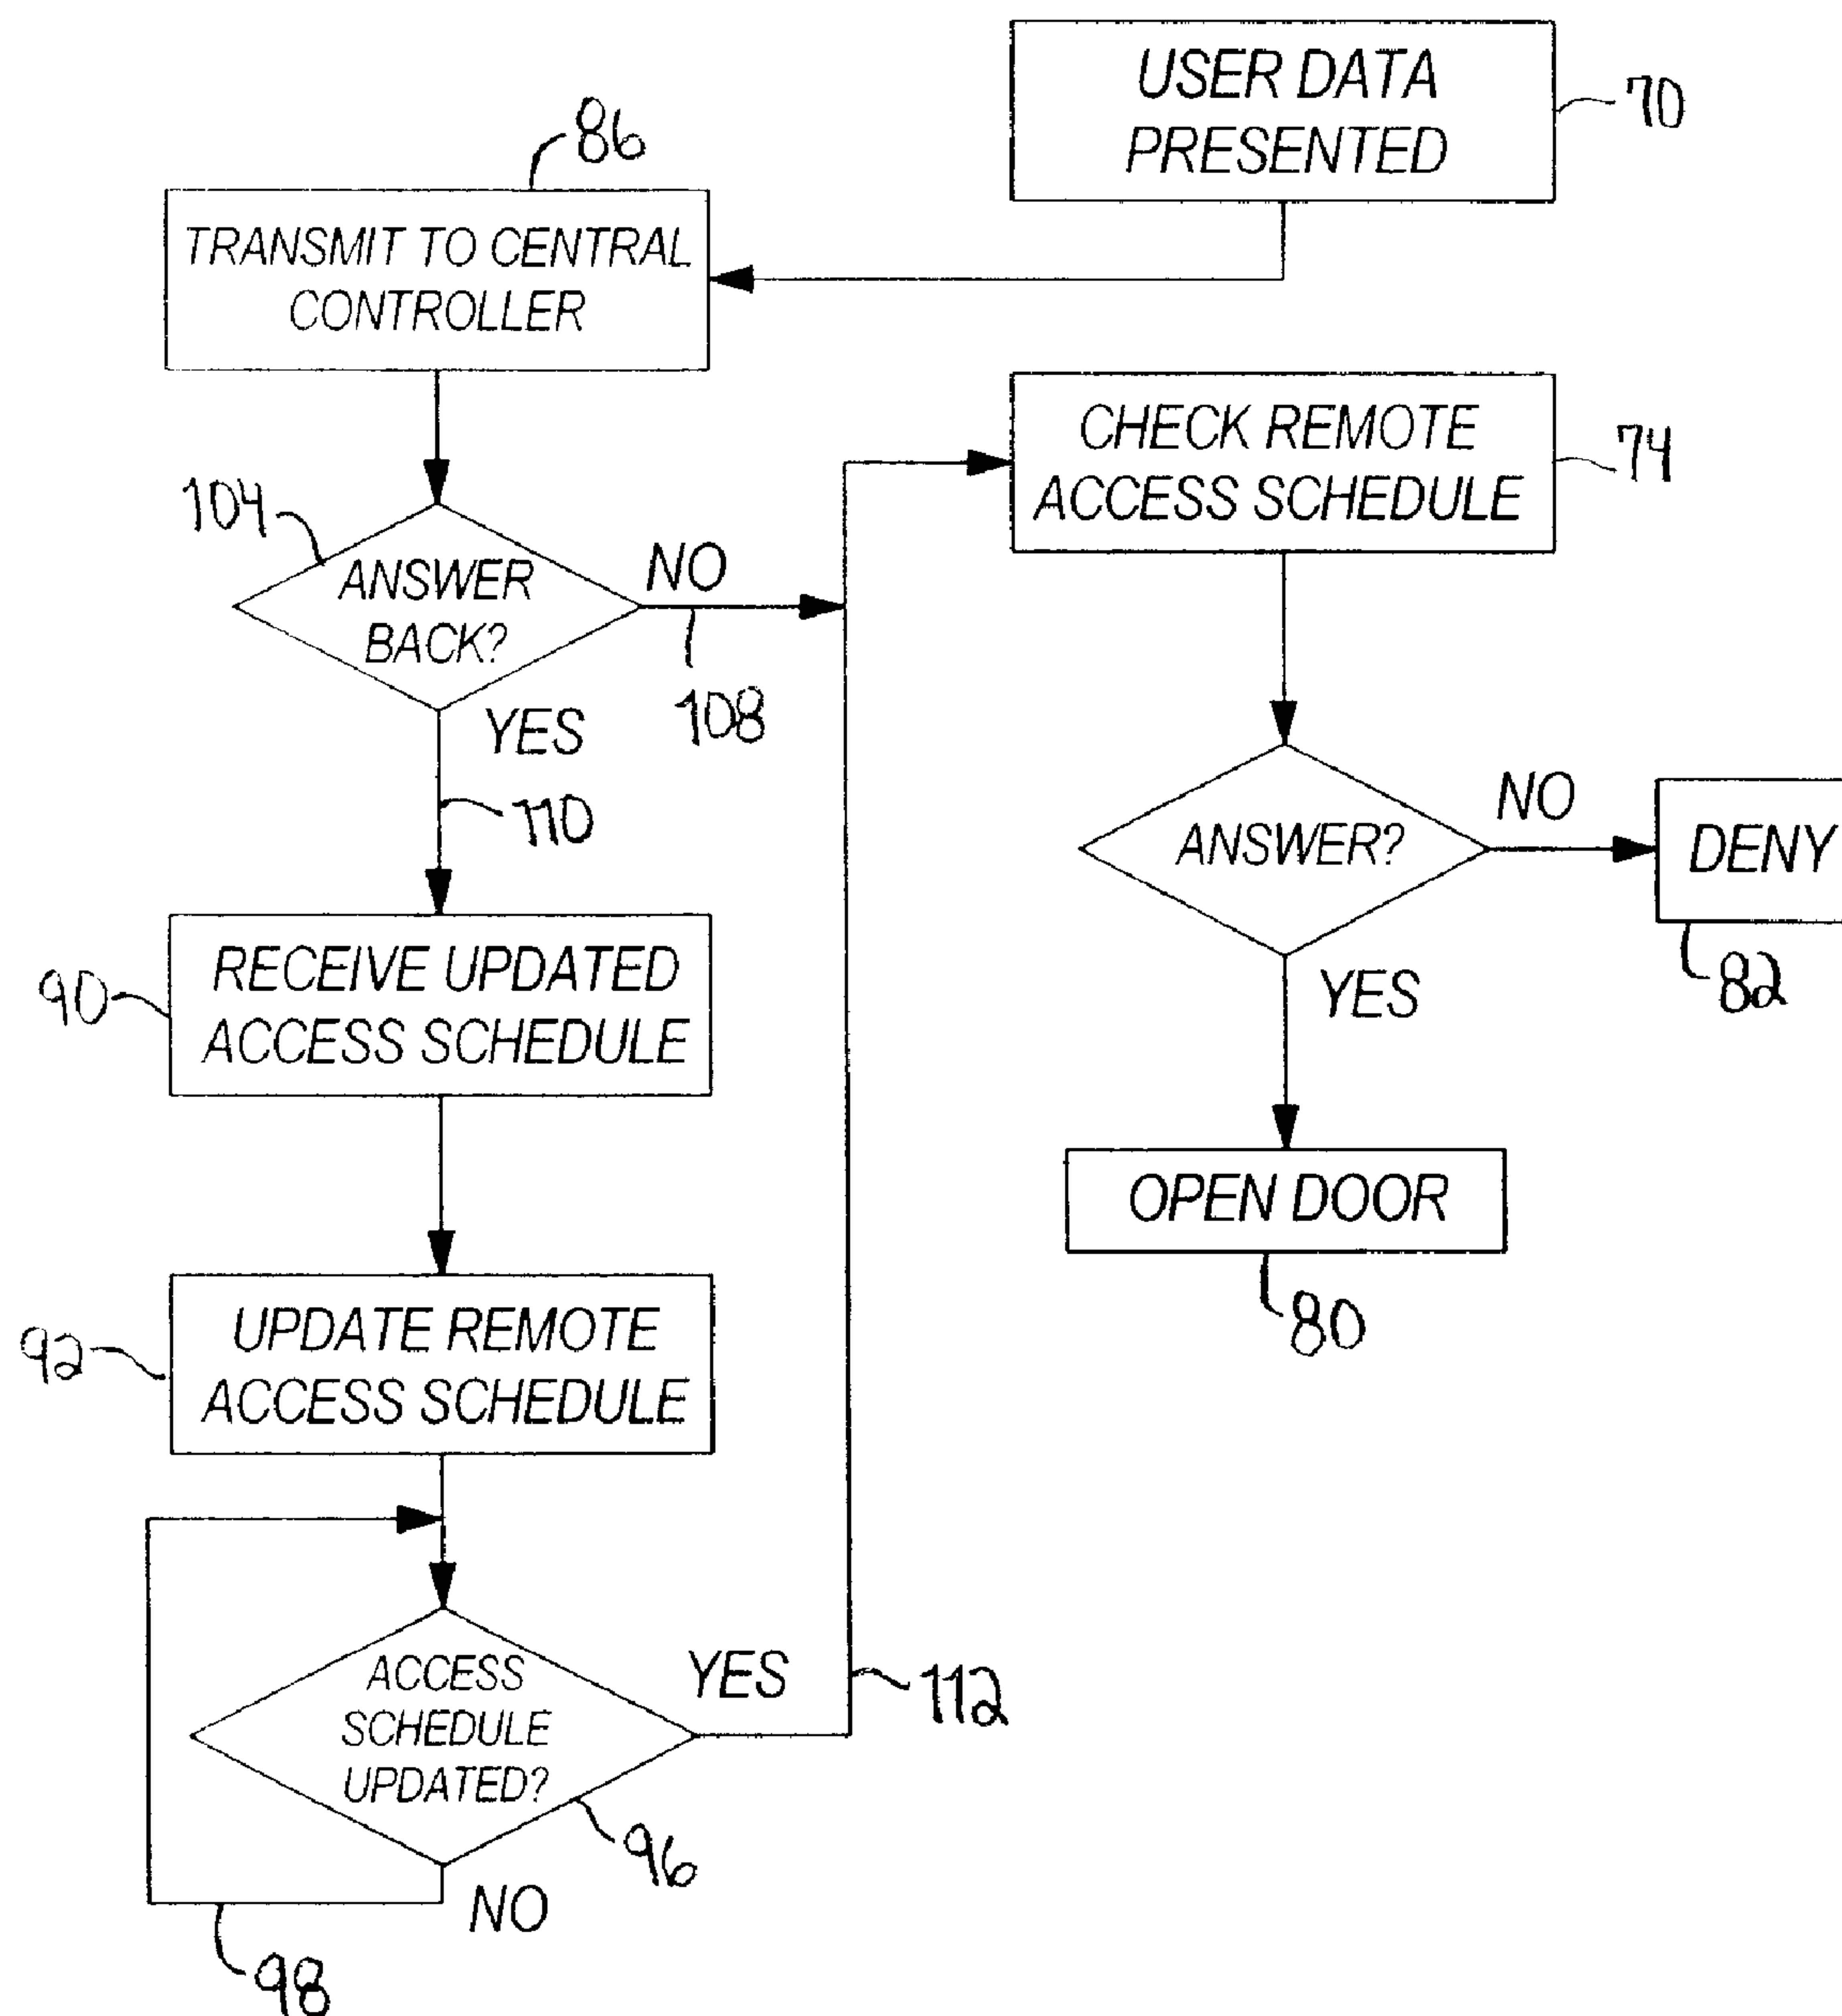 USER DATA
PRESENTED
70
86
TRANSMIT TO CENTRAL
CONTROLLER
CHECK REMOTE
ACCESS SCHEDULE
74
104
ANSWER
BACK?
NO
108
YES
110
ANSWER?
NO
DENY
82
YES
RECEIVE UPDATED
ACCESS SCHEDULE
90
OPEN DOOR
80
UPDATE REMOTE
ACCESS SCHEDULE
92
ACCESS
SCHEDULE
UPDATED?
YES
112
96
NO
98